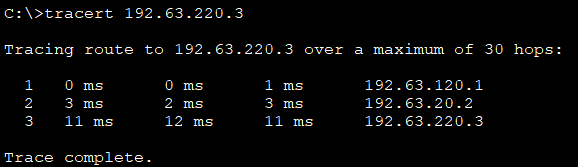 C:\>tracert 192.63.220.3
Tracing route to 192.63.220.3 over a maximum of 30 hops:
1 0 ms 0 ms 1 ms 192.63.120.1
2 3 ms 2 ms 3 ms 192.63.20.2
3 11 ms 12 ms 11 ms 192.63.220.3
Trace complete.